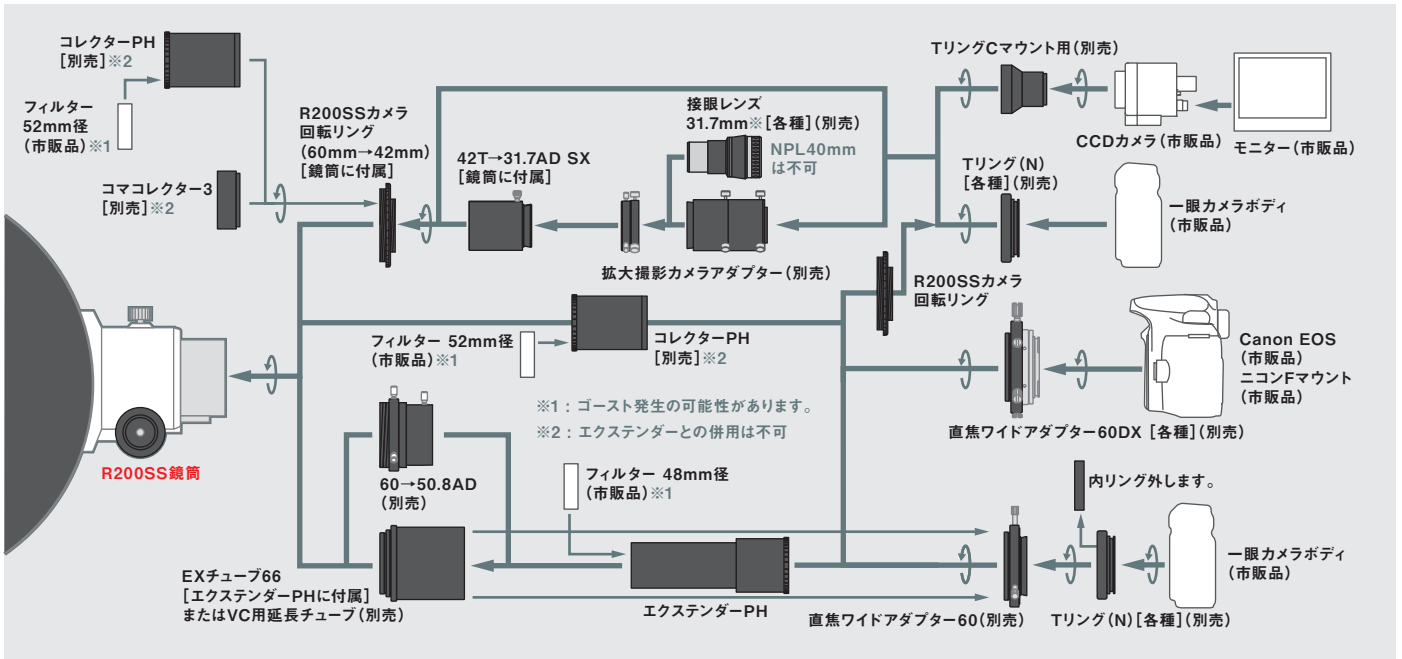 コレクターPH
[別売]※2
フィルター
52mm径
(市販品)※1
コマコレクター3
[別売]※2
R200SSカメラ
回転リング
(60mm→42mm)
[鏡筒に付属]
42T→31.7AD SX
[鏡筒に付属]
接眼レンズ
31.7mm※[各種](別売)
NPL40mm
は不可
拡大撮影カメラアダプター(別売)
TリングCマウント用(別売)
CCDカメラ(市販品)
モニター(市販品)
Tリング(N)
[各種](別売)
一眼カメラボディ
(市販品)
R200SSカメラ
回転リング
フィルター 52mm径
(市販品)※1
コレクターPH
[別売]※2
Canon EOS
(市販品)
ニコンFマウント
(市販品)
直焦ワイドアダプター60DX [各種](別売)
※1：ゴースト発生の可能性があります。
※2：エクステンダーとの併用は不可
R200SS鏡筒
60→50.8AD
(別売)
フィルター 48mm径
(市販品)※1
内リング外します。
EXチューブ66
[エクステンダーPHに付属]
またはVC用延長チューブ(別売)
エクステンダーPH
直焦ワイドアダプター60(別売)
Tリング(N)[各種](別売)
一眼カメラボディ
(市販品)